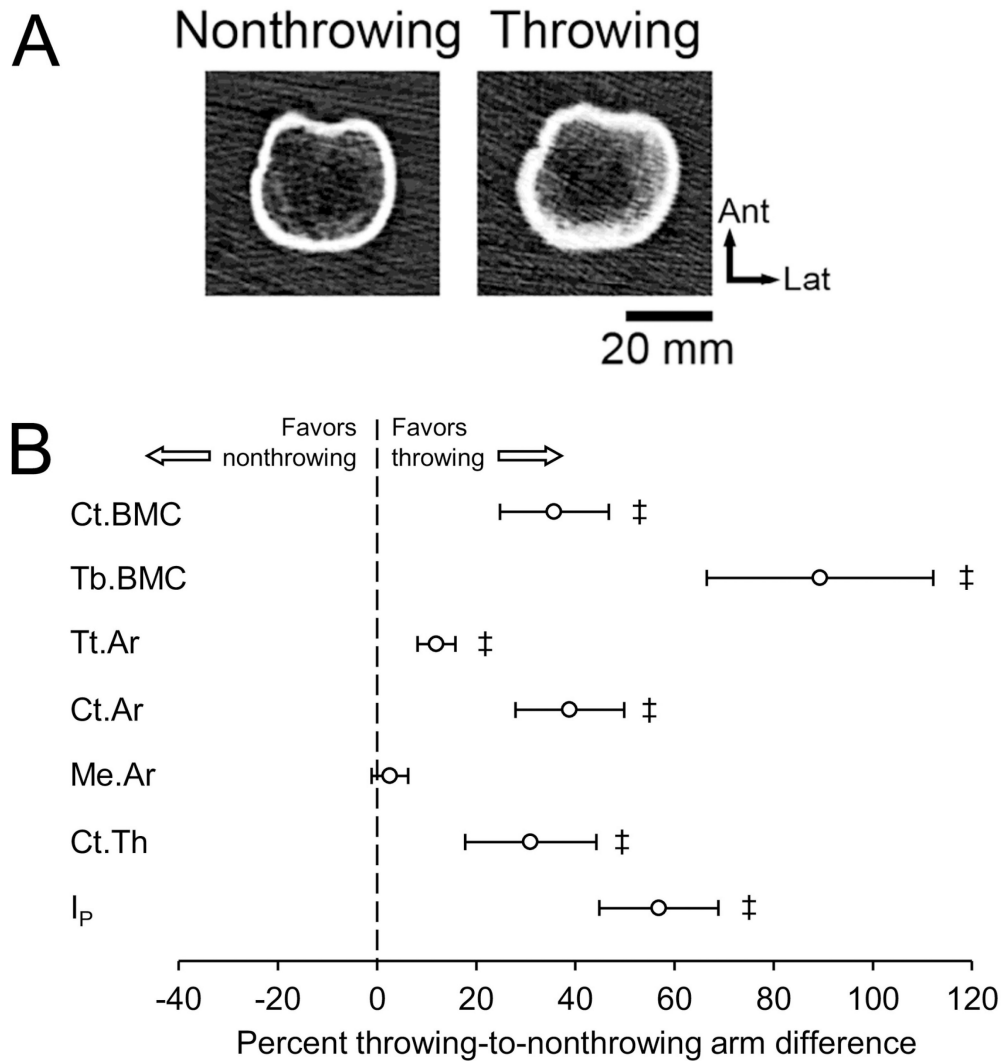 A
Nonthrowing Throwing
Ant
Lat
20 mm
B
Favors
nonthrowing
Favors
throwing
Ct.BMC ‡
Tb.BMC ‡
Tt.Ar ‡
Ct.Ar ‡
Me.Ar
Ct.Th ‡
IP ‡
-40 -20 0 20 40 60 80 100 120
Percent throwing-to-nonthrowing arm difference